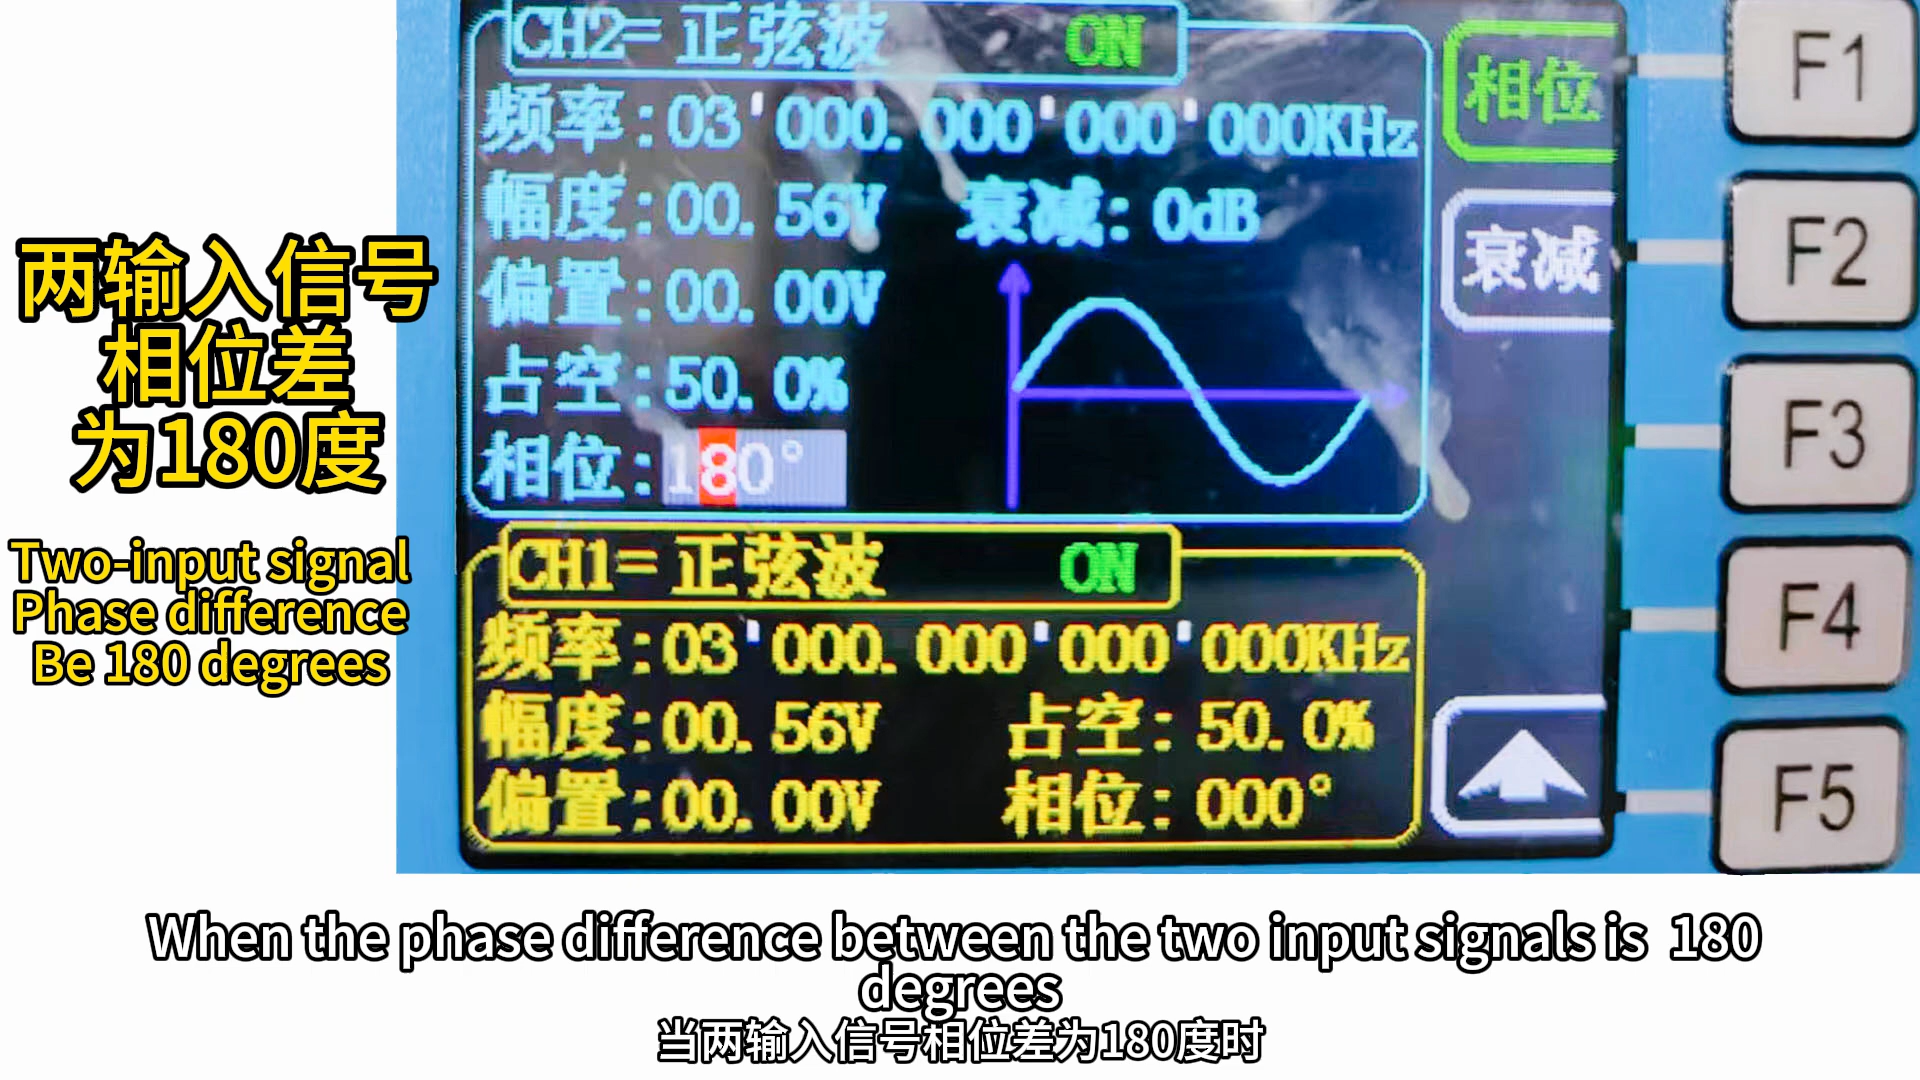 CH2= 正弦波 ON
频率:03'000.000'000'000KHz
幅度:00.56V 衰减: 0dB
偏置:00.00V
占空:50.0%
相位:180°
CH1= 正弦波 ON
频率:03'000.000'000'000KHz
幅度:00.56V 占空: 50.0%
偏置:00.00V 相位: 000°
相位
衰减
F1
F2
F3
F4
F5
两输入信号
相位差
为180度
Two-input signal
Phase difference
Be 180 degrees
When the phase difference between the two input signals is 180
degrees
当两输入信号相位差为180度时